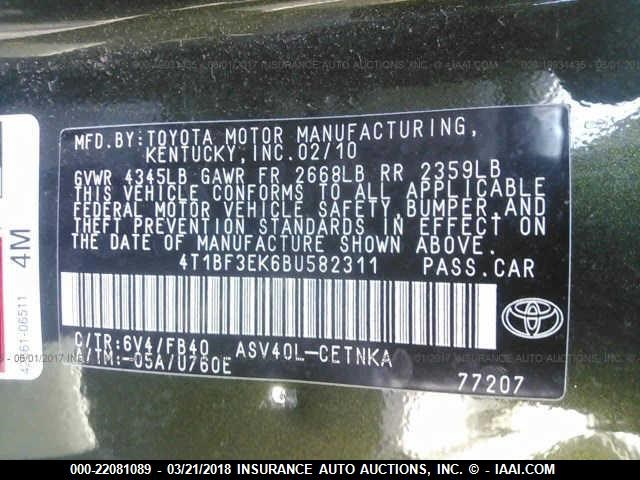 MFD.BY:TOYOTA MOTOR MANUFACTURING,
KENTUCKY,INC.02/10
GVWR 4345LB GAWR FR 2668LB RR 2359LB
THIS VEHICLE CONFORMS TO ALL APPLICABLE
FEDERAL MOTOR VEHICLE SAFETY,BUMPER,AND
THEFT PREVENTION STANDARDS IN EFFECT ON
THE DATE OF MANUFACTURE SHOWN ABOVE.
4T1BF3EK6BU582311 PASS.CAR
C/TR:6V4/FB40 ASV40L-CETNKA
/TM:-05A/U760E
77207
4M
000-22081089 - 03/21/2018 INSURANCE AUTO AUCTIONS, INC. - © IAAI.COM